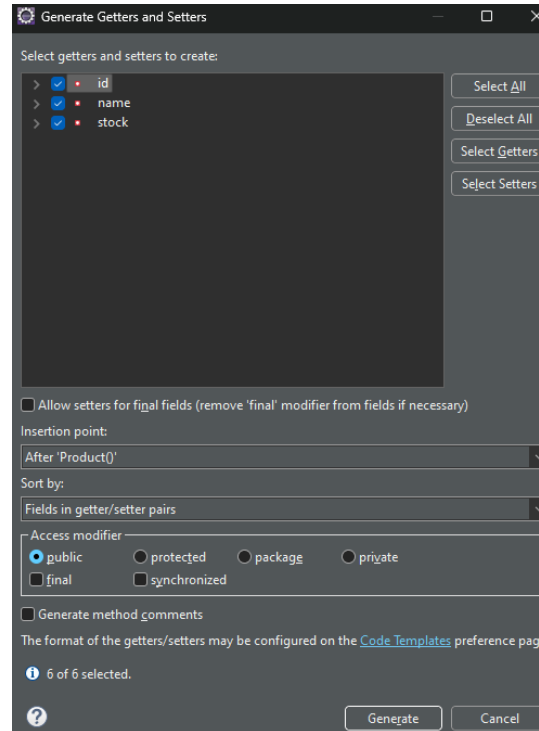 Generate Getters and Setters
Select getters and setters to create:
id
name
stock
Select All
Deselect All
Select Getters
Select Setters
Allow setters for final fields (remove 'final' modifier from fields if necessary)
Insertion point:
After 'Product()'
Sort by:
Fields in getter/setter pairs
Access modifier
public protected package private
final synchronized
Generate method comments
The format of the getters/setters may be configured on the Code Templates preference pag
6 of 6 selected.
Generate Cancel